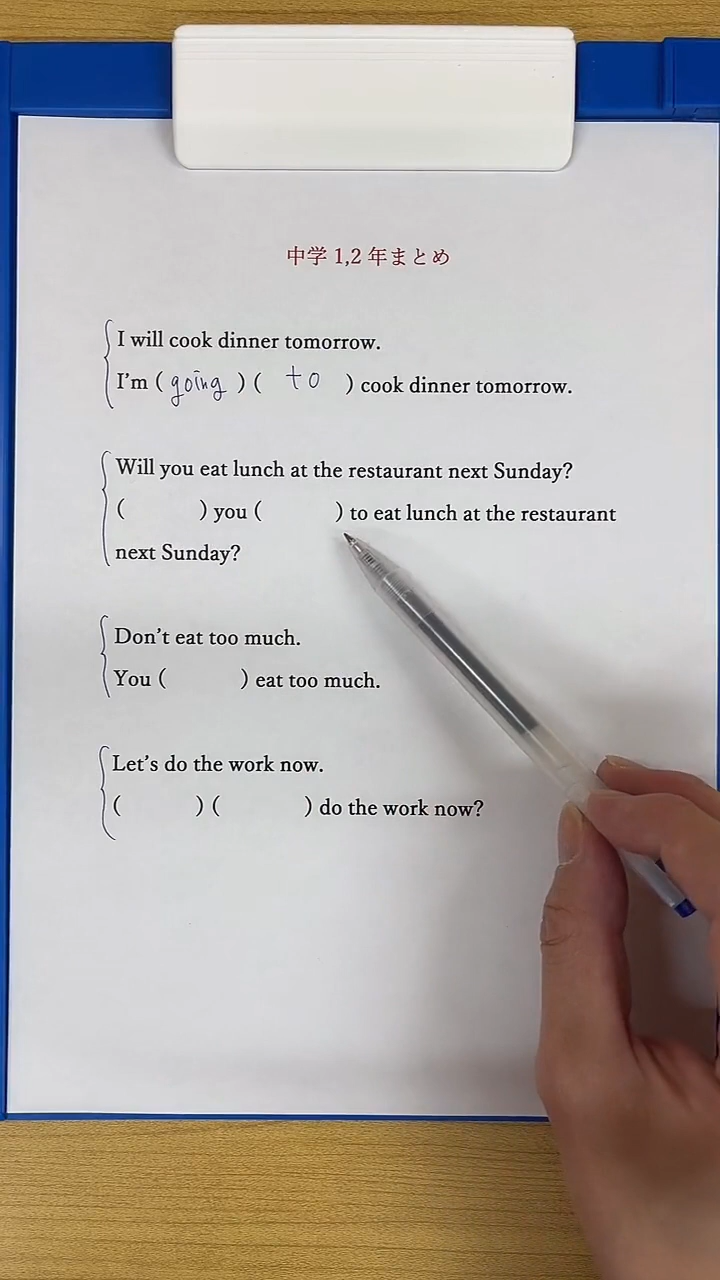 中学 1,2 年まとめ
I will cook dinner tomorrow.
I'm ( going ) ( to ) cook dinner tomorrow.
Will you eat lunch at the restaurant next Sunday?
( ) you ( ) to eat lunch at the restaurant
next Sunday?
Don't eat too much.
You ( ) eat too much.
Let's do the work now.
( ) ( ) do the work now?